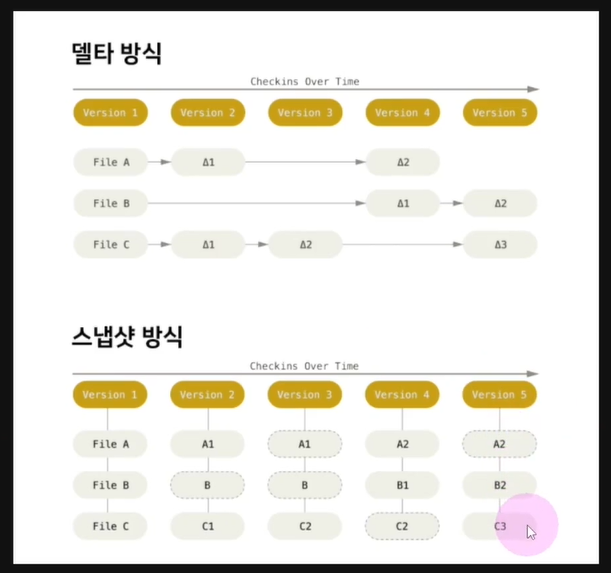 델타 방식
Checkins Over Time
Version 1 Version 2 Version 3 Version 4 Version 5
File A Δ1 Δ2
File B Δ1 Δ2
File C Δ1 Δ2 Δ3
스냅샷 방식
Checkins Over Time
Version 1 Version 2 Version 3 Version 4 Version 5
File A A1 A1 A2 A2
File B B B B1 B2
File C C1 C2 C2 C3